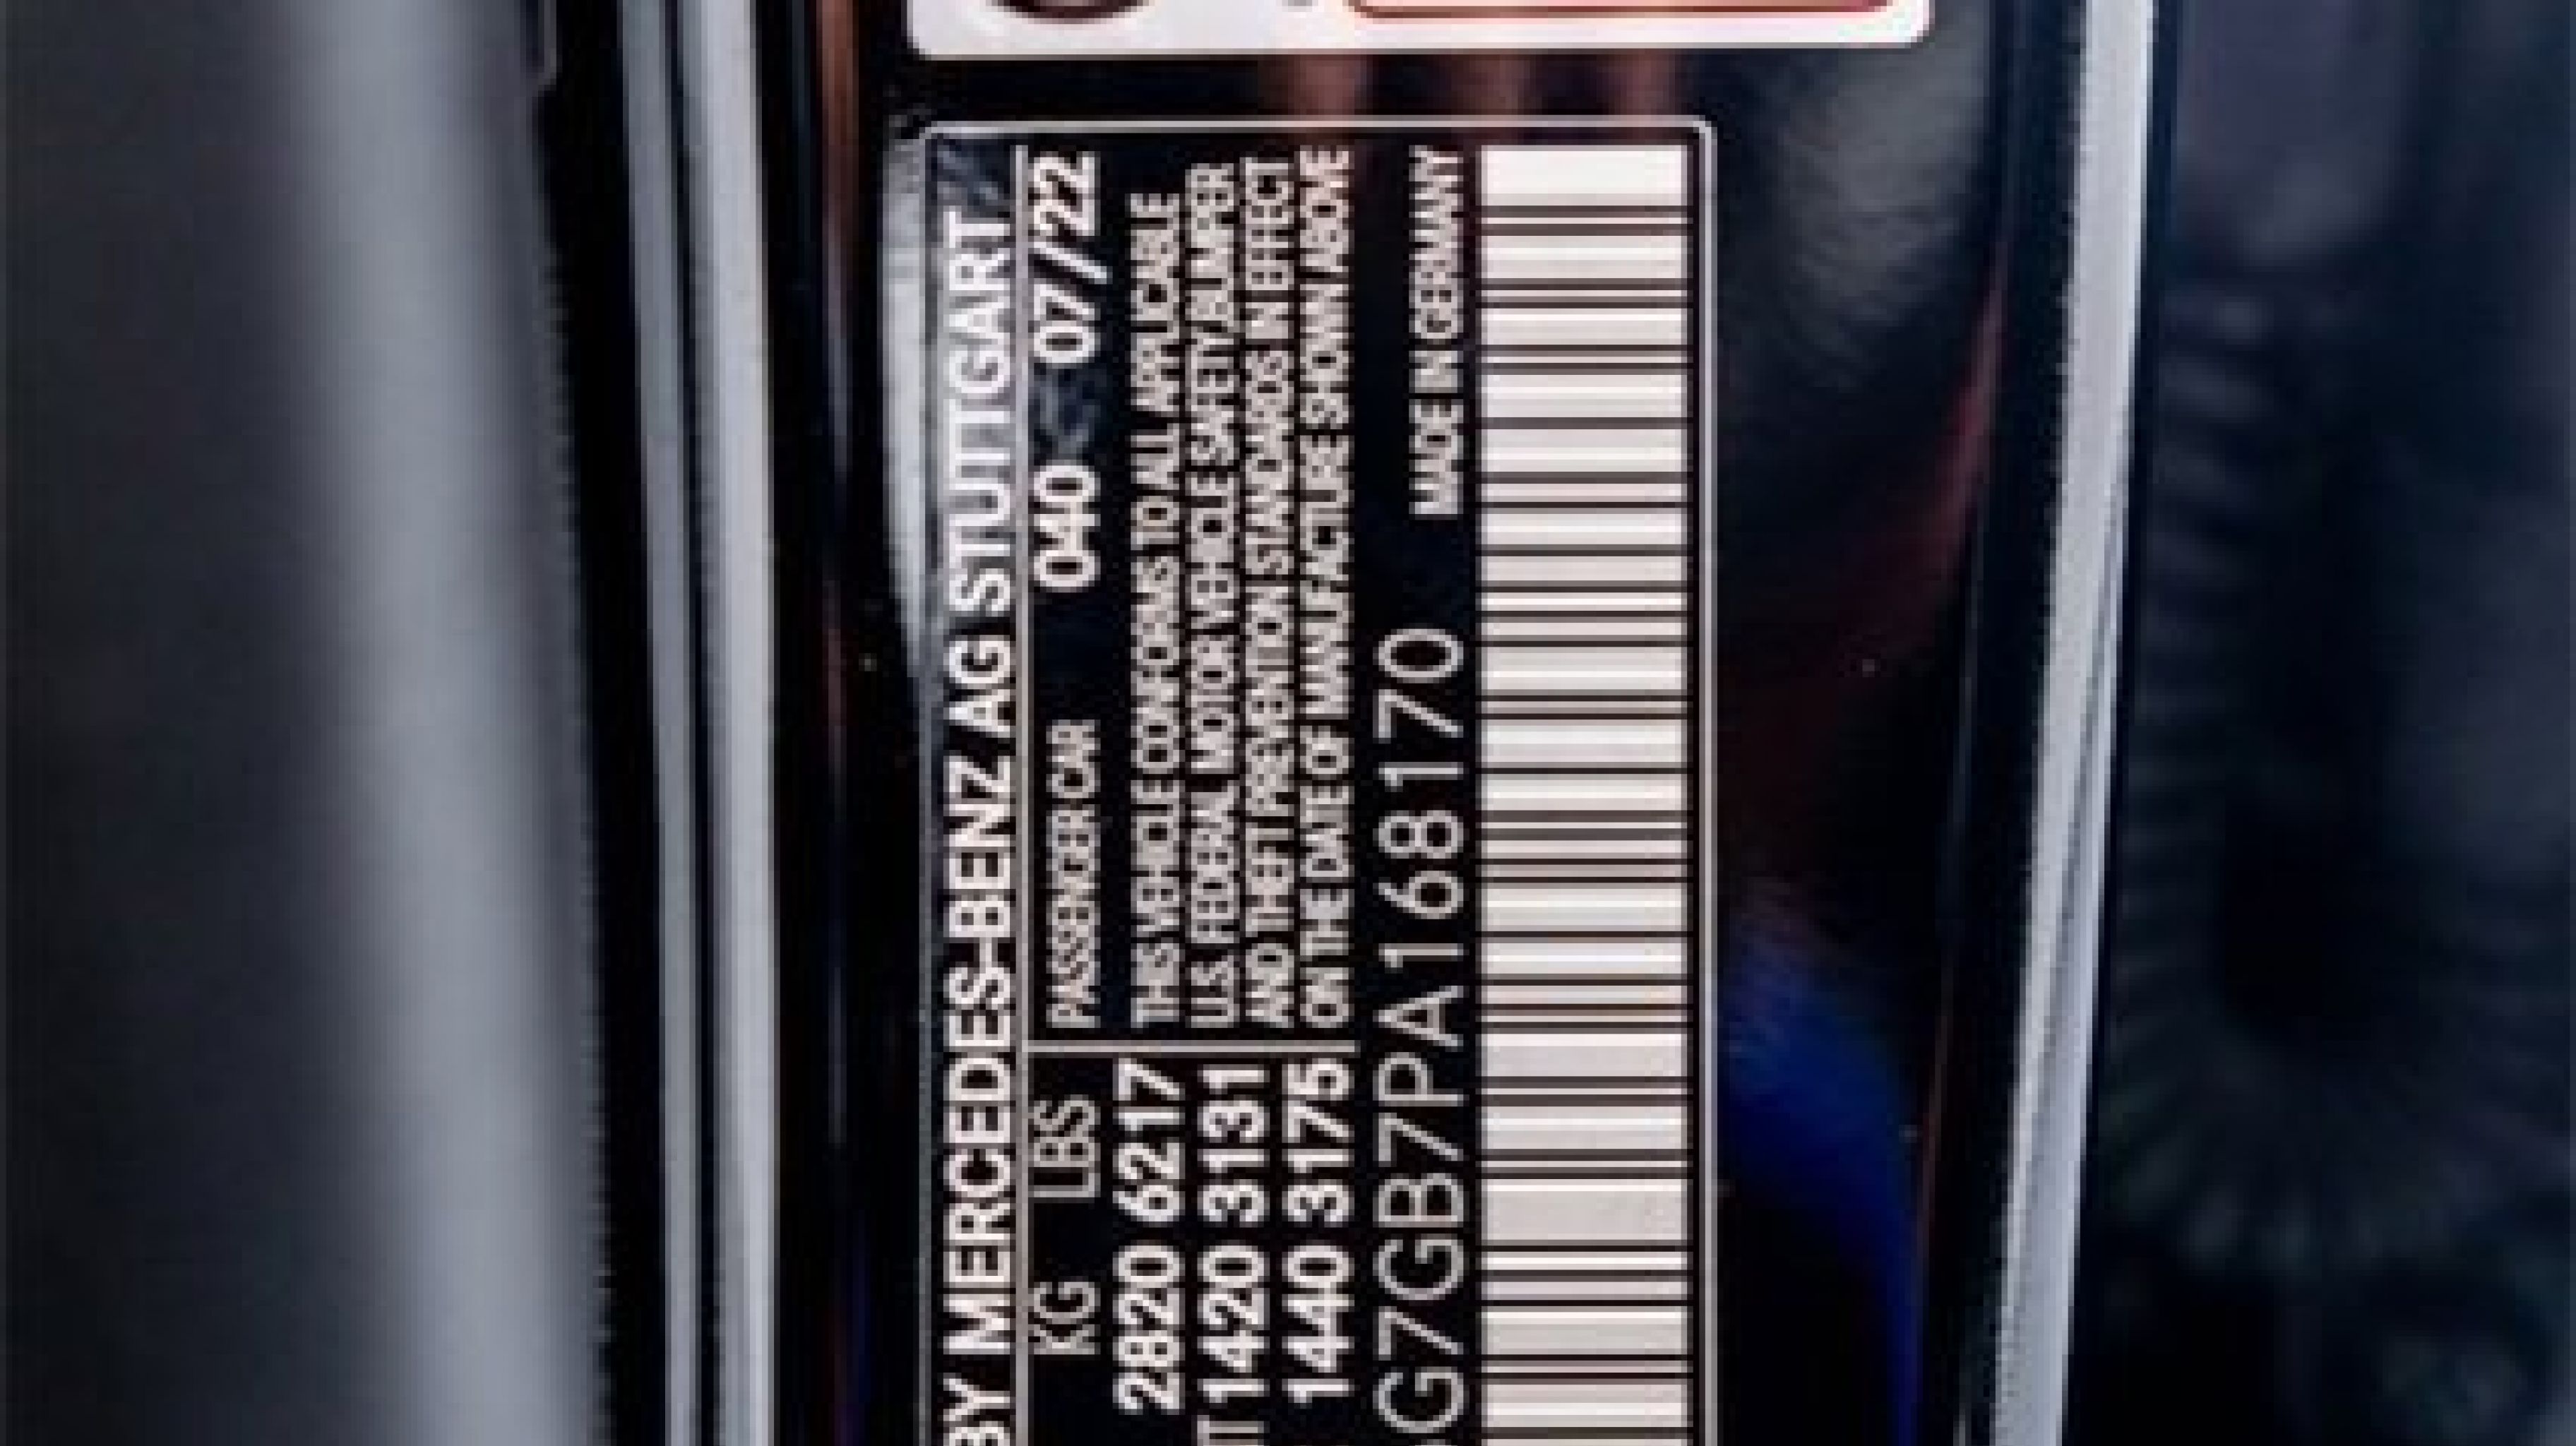 BY MERCEDES-BENZ AG STUTTGART
KG LBS
2820 6217
1420 3131
1440 3175
PASSENGER CAR 040 07/22
THIS VEHICLE CONFORMS TO ALL APPLICABLE
U.S. FEDERAL MOTOR VEHICLE SAFETY, BUMPER
AND THEFT PREVENTION STANDARDS IN EFFECT
ON THE DATE OF MANUFACTURE SHOWN ABOVE
G7GB7PA168170
MADE IN GERMANY